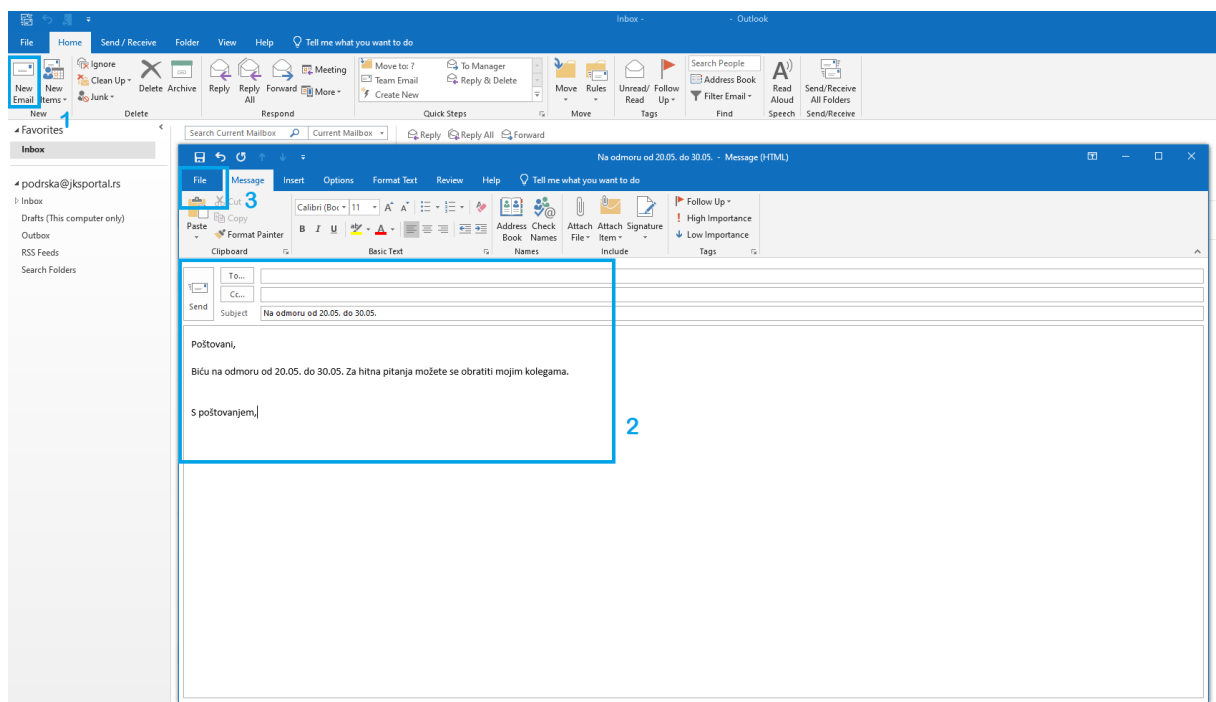 Inbox - - Outlook
File Home Send / Receive Folder View Help Tell me what you want to do
New Email
New Items
Ignore
Clean Up
Junk
Delete
Archive
Reply
Reply All
Forward
Meeting
More
Move to: ?
Team Email
Create New
To Manager
Reply & Delete
Move
Rules
Unread/ Read
Follow Up
Search People
Address Book
Filter Email
Read Aloud
Send/Receive All Folders
New Delete Respond Quick Steps Move Tags Find Speech Send/Receive
1
Favorites
Inbox
podrska@jksportal.rs
Inbox
Drafts (This computer only)
Outbox
RSS Feeds
Search Folders
Search Current Mailbox Current Mailbox Reply Reply All Forward
Na odmoru od 20.05. do 30.05. - Message (HTML)
File Message Insert Options Format Text Review Help Tell me what you want to do
3
Paste
Cut
Copy
Format Painter
Calibri (Boc 11 A A
B I U ab A
Address Book
Check Names
Attach File
Attach Item
Signature
Follow Up
High Importance
Low Importance
Clipboard Basic Text Names Include Tags
Send
To...
Cc...
Subject Na odmoru od 20.05. do 30.05.
Poštovani,
Biću na odmoru od 20.05. do 30.05. Za hitna pitanja možete se obratiti mojim kolegama.
S poštovanjem,
2